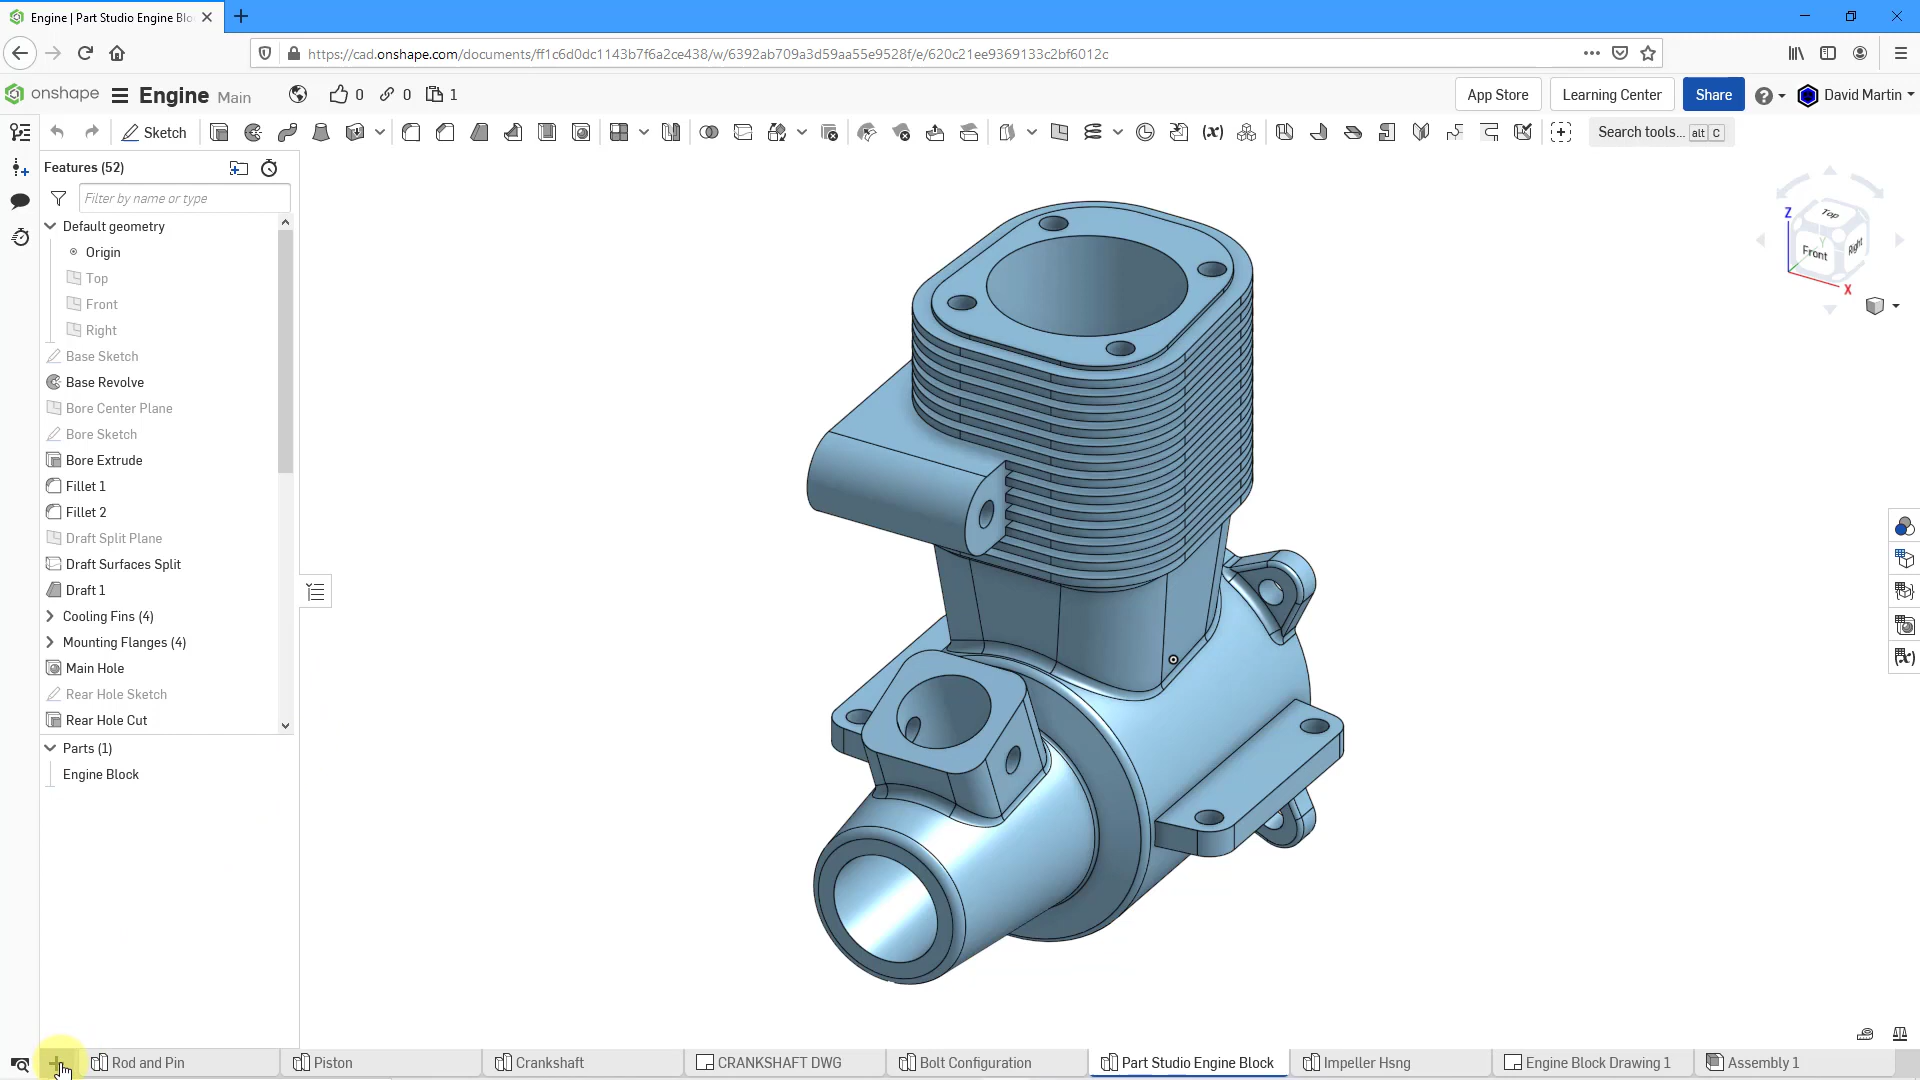 Engine | Part Studio Engine Blo
https://cad.onshape.com/documents/ff1c6d0dc1143b7f6a2ce438/w/6392ab709a3d59aa55e9528f/e/620c21ee9369133c2bf6012c
onshape Engine Main 0 0 1 App Store Learning Center Share David Martin
Sketch (x) Search tools... alt C
Features (52)
Filter by name or type
Default geometry
Origin
Top
Front
Right
Base Sketch
Base Revolve
Bore Center Plane
Bore Sketch
Bore Extrude
Fillet 1
Fillet 2
Draft Split Plane
Draft Surfaces Split
Draft 1
Cooling Fins (4)
Mounting Flanges (4)
Main Hole
Rear Hole Sketch
Rear Hole Cut
Parts (1)
Engine Block
Z
Top
Y
Front Right
X
(x)
Rod and Pin Piston Crankshaft CRANKSHAFT DWG Bolt Configuration Part Studio Engine Block Impeller Hsng Engine Block Drawing 1 Assembly 1